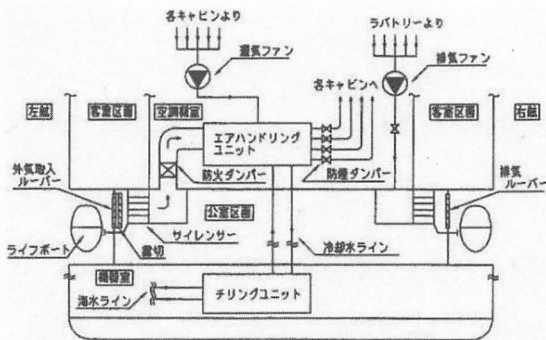 各キャビンより
ラバトリーより
還気ファン
排気ファン
各キャビンへ
左舷
客室区画
空調機室
客室区画
右舷
エアハンドリング
ユニット
外気取入
ルーバー
防火ダンパー
防煙ダンパー
排気
ルーバー
公室区画
サイレンサー
冷却水ライン
ライフボート
雷切
機器室
海水ライン
チリングユニット